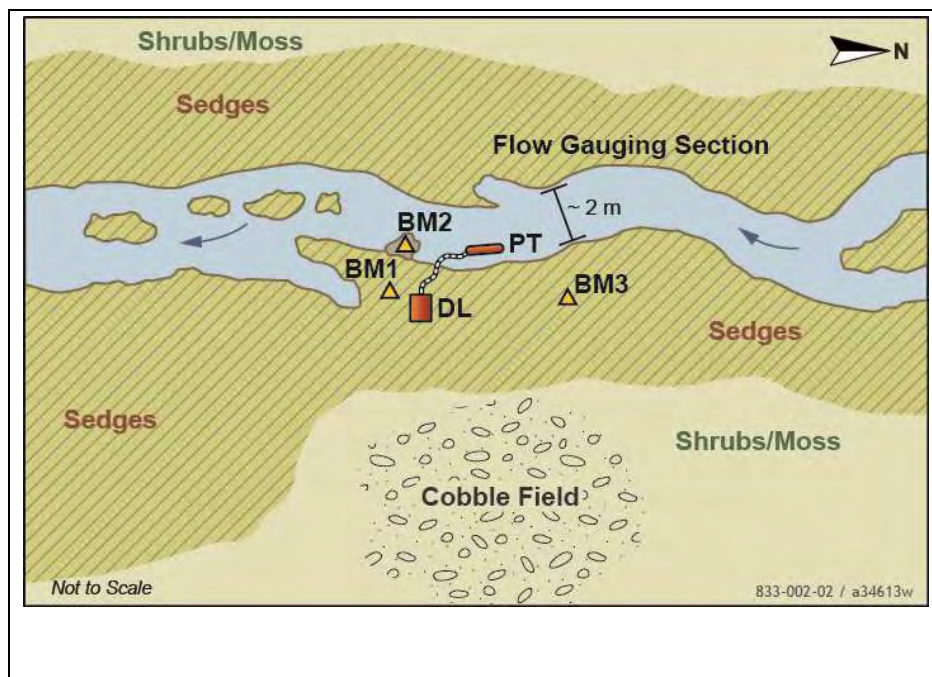 Shrubs/Moss
N
Sedges
Flow Gauging Section
~ 2 m
BM2
PT
BM1
BM3
DL
Sedges
Sedges
Shrubs/Moss
Cobble Field
Not to Scale
833-002-02 / a34613w